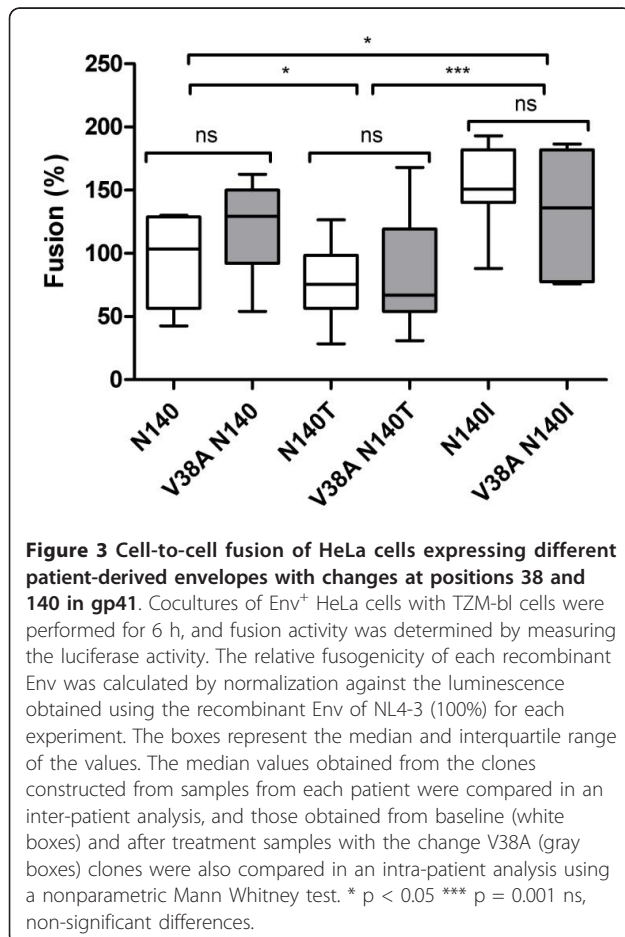 *
* ***
ns ns ns
250
200
150
100
50
0
Fusion (%)
N140
V38A N140
N140T
V38A N140T
N140I
V38A N140I
Figure 3 Cell-to-cell fusion of HeLa cells expressing different
patient-derived envelopes with changes at positions 38 and
140 in gp41. Cocultures of Env⁺ HeLa cells with TZM-bl cells were
performed for 6 h, and fusion activity was determined by measuring
the luciferase activity. The relative fusogenicity of each recombinant
Env was calculated by normalization against the luminescence
obtained using the recombinant Env of NL4-3 (100%) for each
experiment. The boxes represent the median and interquartile range
of the values. The median values obtained from the clones
constructed from samples from each patient were compared in an
inter-patient analysis, and those obtained from baseline (white
boxes) and after treatment samples with the change V38A (gray
boxes) clones were also compared in an intra-patient analysis using
a nonparametric Mann Whitney test. * p < 0.05 *** p = 0.001 ns,
non-significant differences.